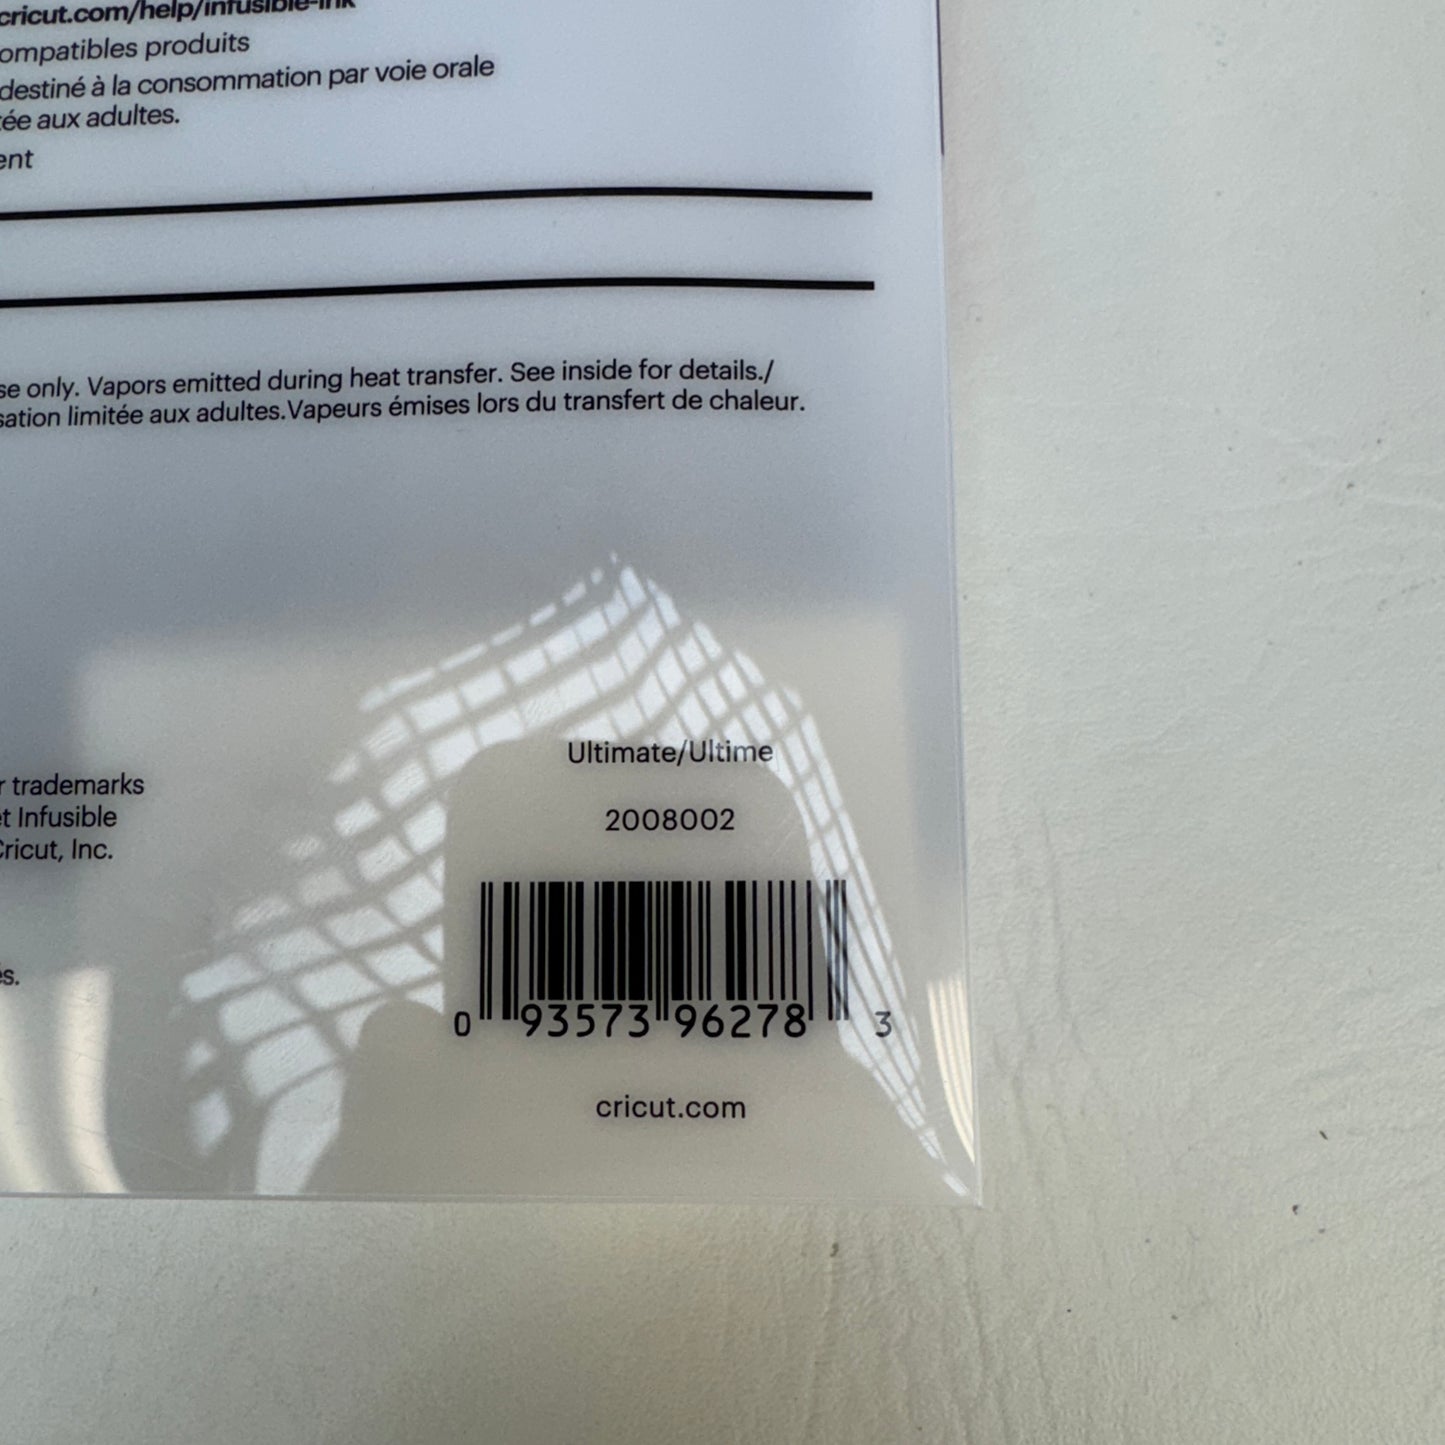 cricut.com/help/infusible-ink
ompatibles produits
destiné à la consommation par voie orale
tée aux adultes.
ent
se only. Vapors emitted during heat transfer. See inside for details./
sation limitée aux adultes.Vapeurs émises lors du transfert de chaleur.
Ultimate/Ultime
2008002
r trademarks
et Infusible
Cricut, Inc.
és.
0 93573 96278 3
cricut.com